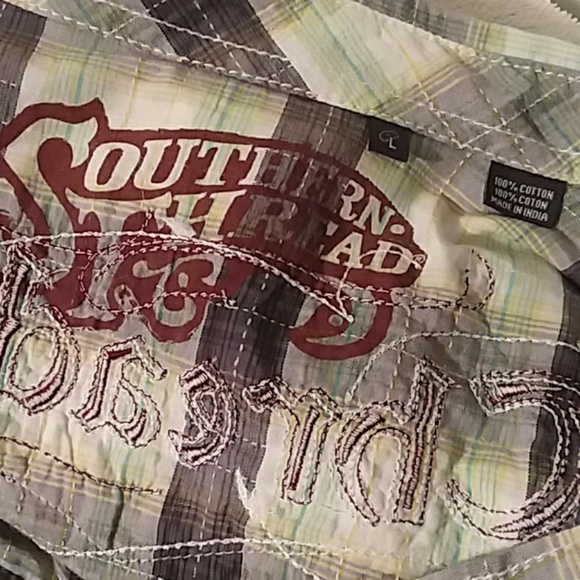 SOUTHERN
THREAD
L
100% COTTON
100% COTON
MADE IN INDIA